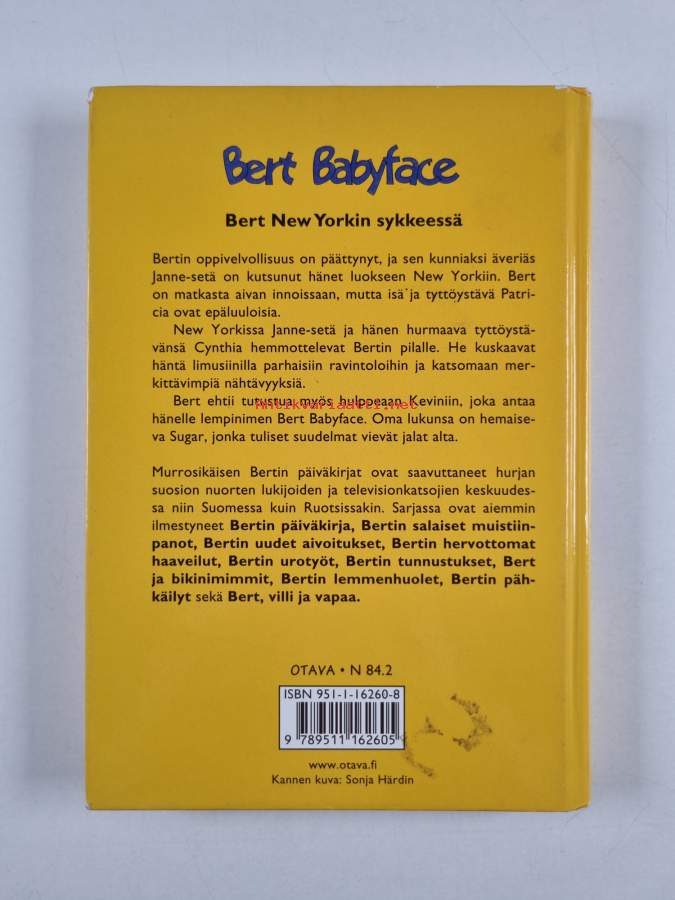 Bert Babyface
Bert New Yorkin sykkeessä
Bertin oppivelvollisuus on päättynyt, ja sen kunniaksi äveriäs
Janne-setä on kutsunut hänet luokseen New Yorkiin. Bert
on matkasta aivan innoissaan, mutta isä ja tyttöystävä Patri-
cia ovat epäluuloisia.
New Yorkissa Janne-setä ja hänen hurmaava tyttöystä-
vänsä Cynthia hemmottelevat Bertin pilalle. He kuskaavat
häntä limusiinilla parhaisiin ravintoloihin ja katsomaan mer-
kittävimpiä nähtävyyksiä.
Bert ehtii tutustua myös hulppeaan Keviniin, joka antaa
Antikvariaatti.net
hänelle lempinimen Bert Babyface. Oma lukunsa on hemaise-
va Sugar, jonka tuliset suudelmat vievät jalat alta.
Murrosikäisen Bertin päiväkirjat ovat saavuttaneet hurjan
suosion nuorten lukijoiden ja televisionkatsojien keskuudes-
sa niin Suomessa kuin Ruotsissakin. Sarjassa ovat aiemmin
ilmestyneet Bertin päiväkirja, Bertin salaiset muistiin-
panot, Bertin uudet aivoitukset, Bertin hervottomat
haaveilut, Bertin urotyöt, Bertin tunnustukset, Bert
ja bikinimimmit, Bertin lemmenhuolet, Bertin päh-
käilyt sekä Bert, villi ja vapaa.
OTAVA • N 84.2
ISBN 951-1-16260-8
9 789511 162605
www.otava.fi
Kannen kuva: Sonja Härdin